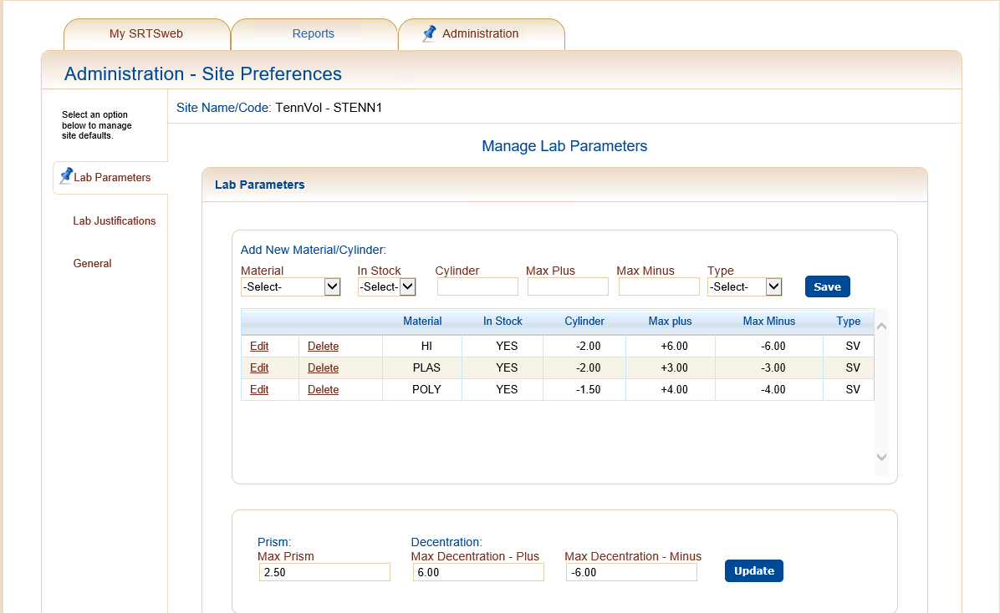 My SRTSweb Reports Administration
Administration - Site Preferences
Select an option
below to manage
site defaults.
Site Name/Code: TennVol - STENN1
Manage Lab Parameters
Lab Parameters
Lab Justifications
General
Lab Parameters
Add New Material/Cylinder:
Material In Stock Cylinder Max Plus Max Minus Type
-Select- -Select- -Select- Save
Material In Stock Cylinder Max plus Max Minus Type
Edit Delete HI YES -2.00 +6.00 -6.00 SV
Edit Delete PLAS YES -2.00 +3.00 -3.00 SV
Edit Delete POLY YES -1.50 +4.00 -4.00 SV
Prism: Decentration:
Max Prism Max Decentration - Plus Max Decentration - Minus
2.50 6.00 -6.00 Update